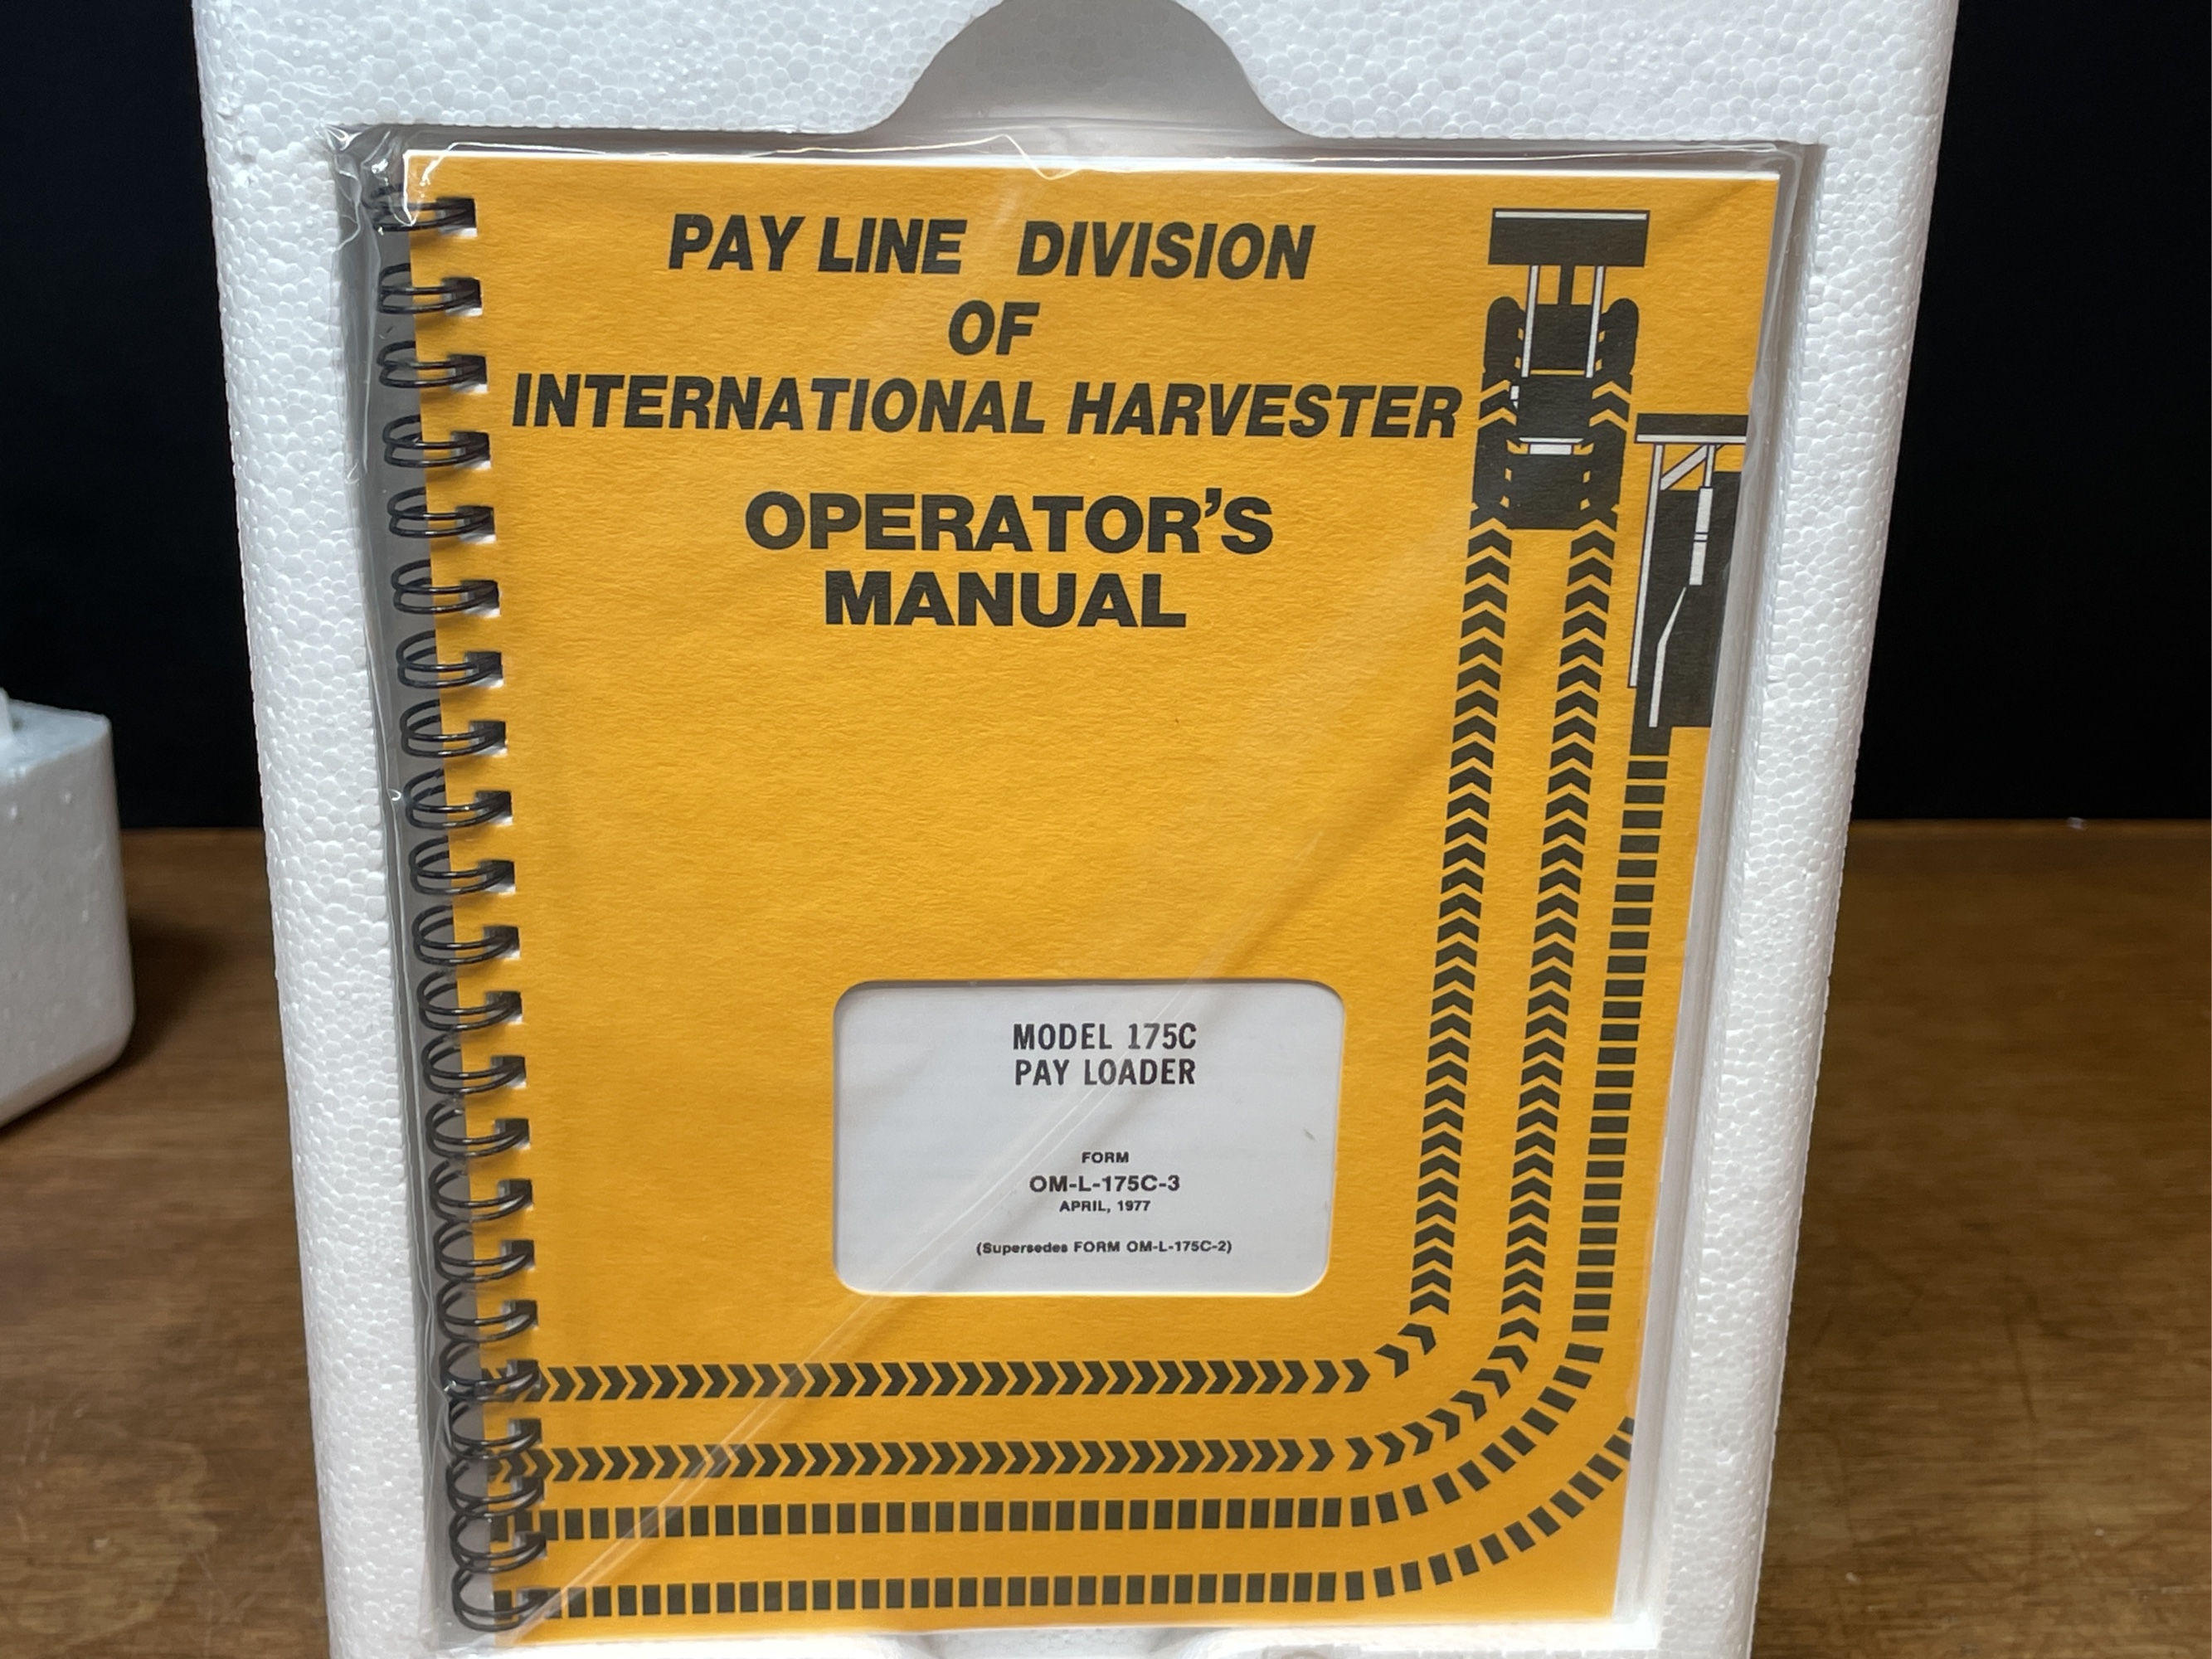 PAY LINE DIVISION
OF
INTERNATIONAL HARVESTER
OPERATOR'S
MANUAL
MODEL 175C
PAY LOADER
FORM
OM-L-175C-3
APRIL, 1977
(Supersedes FORM OM-L-175C-2)